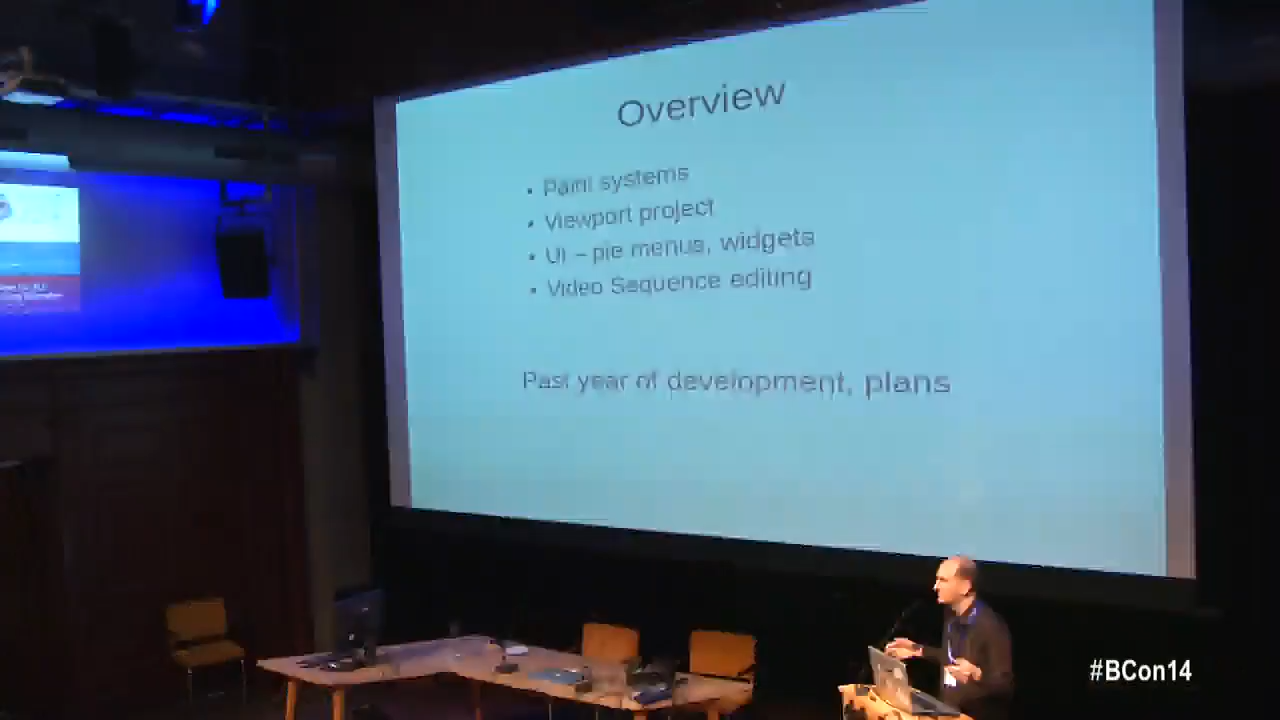 Overview
• Paint systems
• Viewport project
• UI – pie menus, widgets
• Video Sequence editing
Past year of development, plans
#BCon14